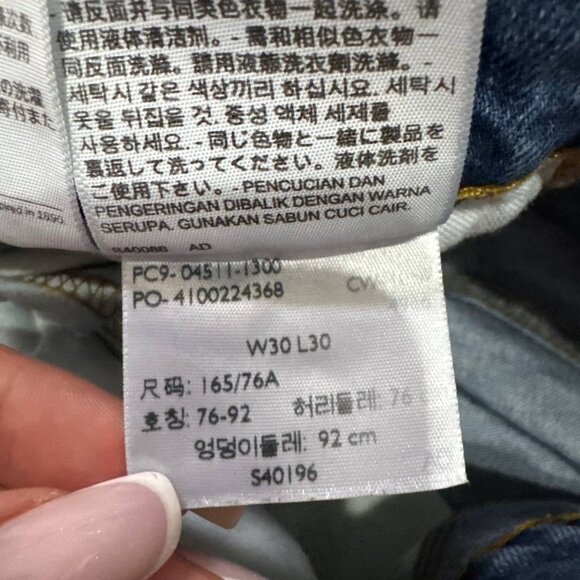 请反面并与同类色衣物一起洗涤。请
使用液体清洁剂。- 需和相似色衣物一
同反面洗滌。請用液態洗衣劑洗滌。-
세탁시 같은 색상끼리 하십시요. 세탁시
옷을 뒤집을 것. 중성 액체 세제를
사용하세요. - 同じ色物と一緒に製品を
裏返して洗ってください。液体洗剤を
ご使用下さい。- PENCUCIAN DAN
PENGERINGAN DIBALIK DENGAN WARNA
SERUPA. GUNAKAN SABUN CUCI CAIR.
in 1890
S40088 AD
PC9- 04511-1300
PO- 4100224368
W30 L30
尺码: 165/76A
호칭: 76-92 허리둘레: 76
엉덩이둘레: 92 cm
S40196